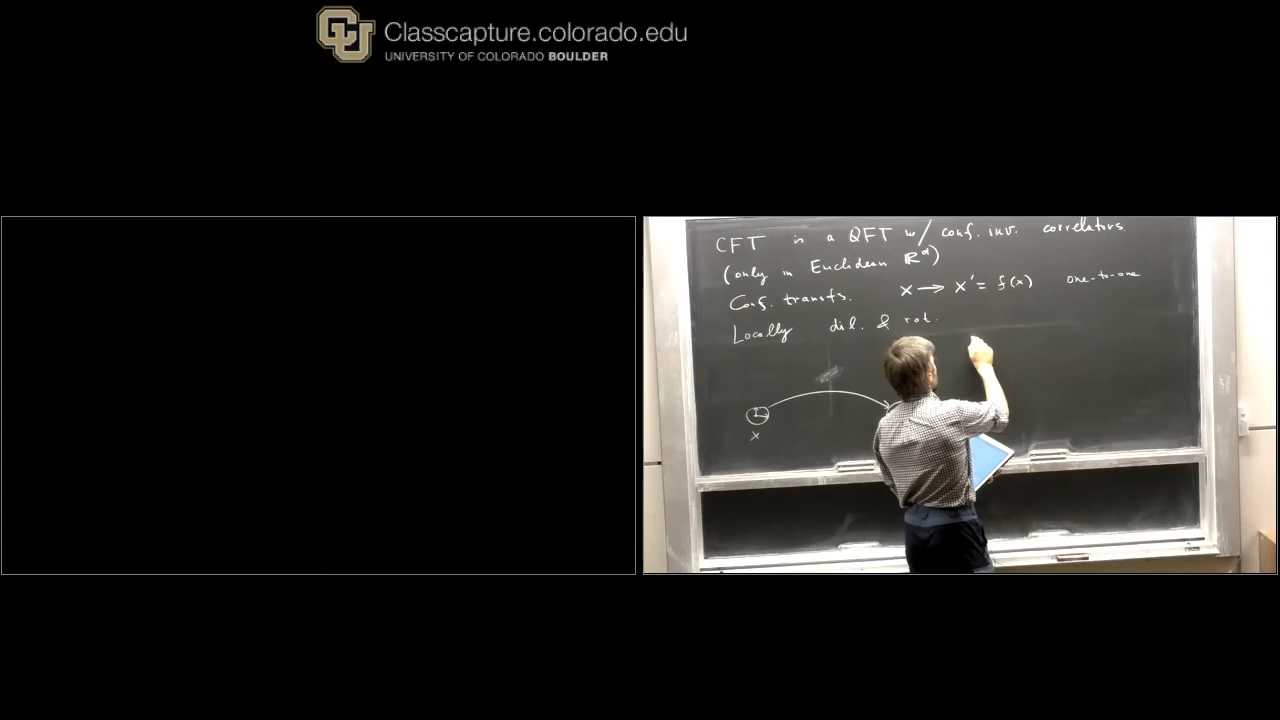 Classcapture.colorado.edu
UNIVERSITY OF COLORADO BOULDER
CFT is a QFT w/ conf. inv. correlators
(only in Euclidean ℝᵈ)
Conf. transfs. x → x' = f(x) one-to-one
Locally dil. & rot.
x